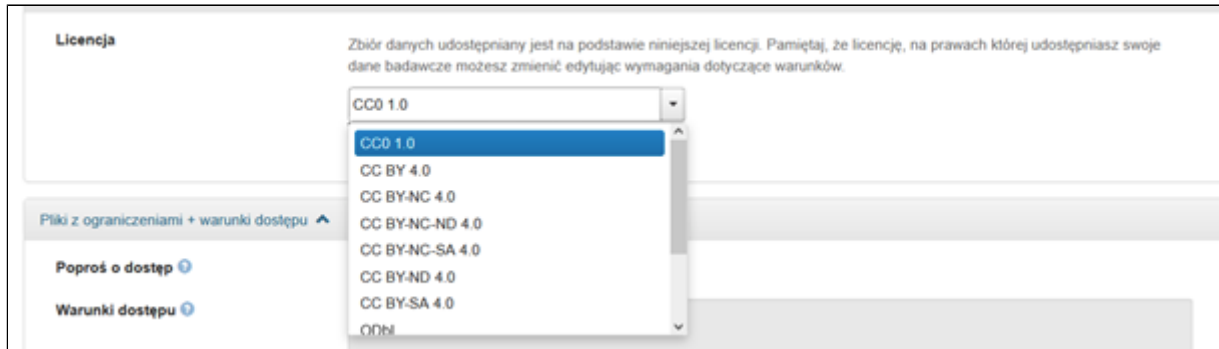 Licencja
Zbiór danych udostępniany jest na podstawie niniejszej licencji. Pamiętaj, że licencję, na prawach której udostępniasz swoje
dane badawcze możesz zmienić edytując wymagania dotyczące warunków.
CC0 1.0
CC0 1.0
CC BY 4.0
CC BY-NC 4.0
CC BY-NC-ND 4.0
CC BY-NC-SA 4.0
CC BY-ND 4.0
CC BY-SA 4.0
ODbL
Pliki z ograniczeniami + warunki dostępu
Poproś o dostęp
Warunki dostępu